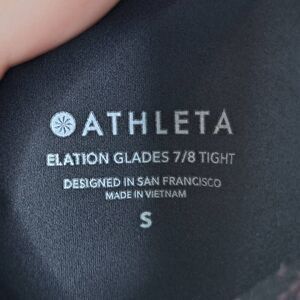 ATHLETA
ELATION GLADES 7/8 TIGHT
DESIGNED IN SAN FRANCISCO
MADE IN VIETNAM
S